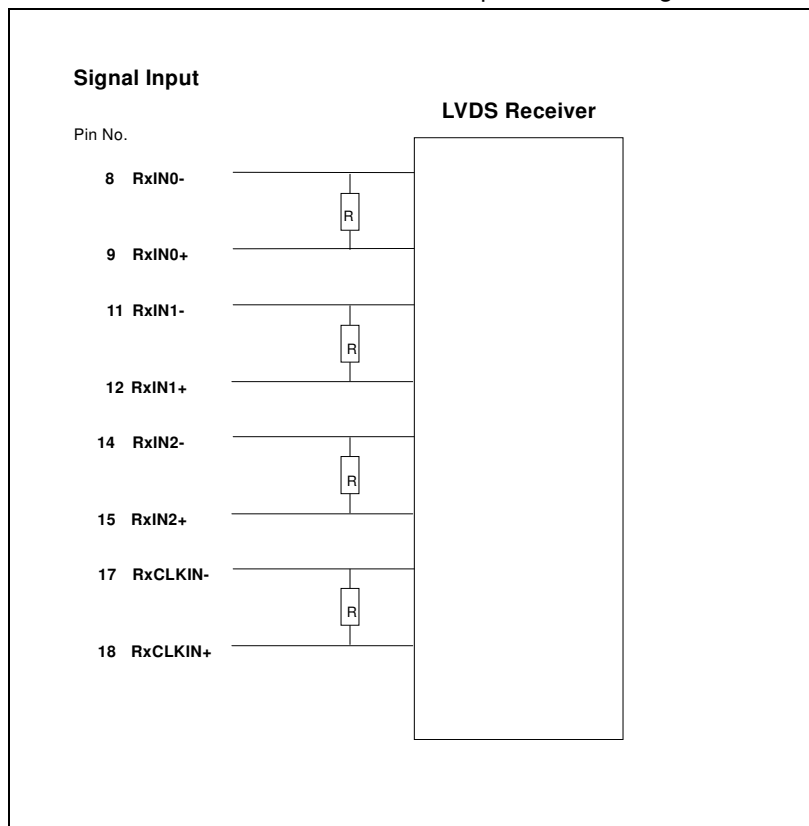 Signal Input
LVDS Receiver
Pin No.
8 RxIN0-
R
9 RxIN0+
11 RxIN1-
R
12 RxIN1+
14 RxIN2-
R
15 RxIN2+
17 RxCLKIN-
R
18 RxCLKIN+